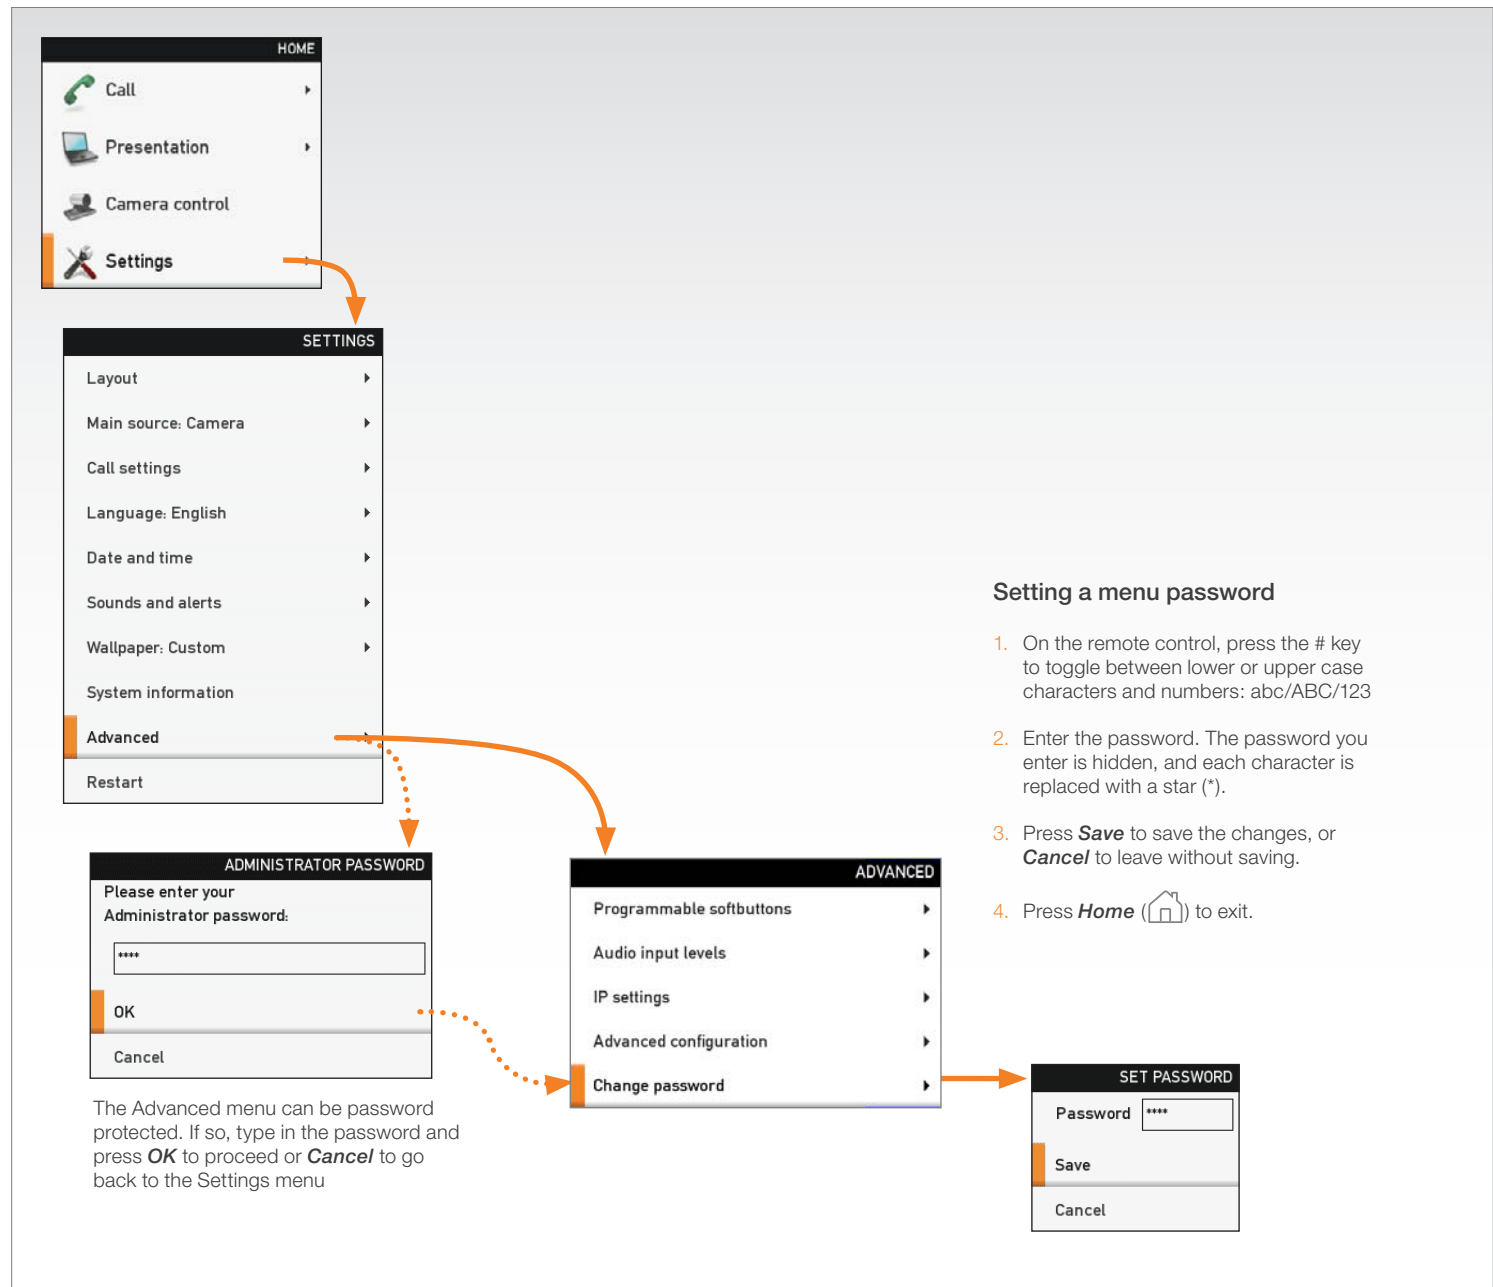 HOME
Call
Presentation
Camera control
Settings
SETTINGS
Layout
Main source: Camera
Call settings
Language: English
Date and time
Sounds and alerts
Wallpaper: Custom
System information
Advanced
Restart
ADMINISTRATOR PASSWORD
Please enter your
Administrator password:
****
OK
Cancel
The Advanced menu can be password
protected. If so, type in the password and
press OK to proceed or Cancel to go
back to the Settings menu
ADVANCED
Programmable softbuttons
Audio input levels
IP settings
Advanced configuration
Change password
Setting a menu password
1. On the remote control, press the # key
to toggle between lower or upper case
characters and numbers: abc/ABC/123
2. Enter the password. The password you
enter is hidden, and each character is
replaced with a star (*).
3. Press Save to save the changes, or
Cancel to leave without saving.
4. Press Home () to exit.
SET PASSWORD
Password ****
Save
Cancel